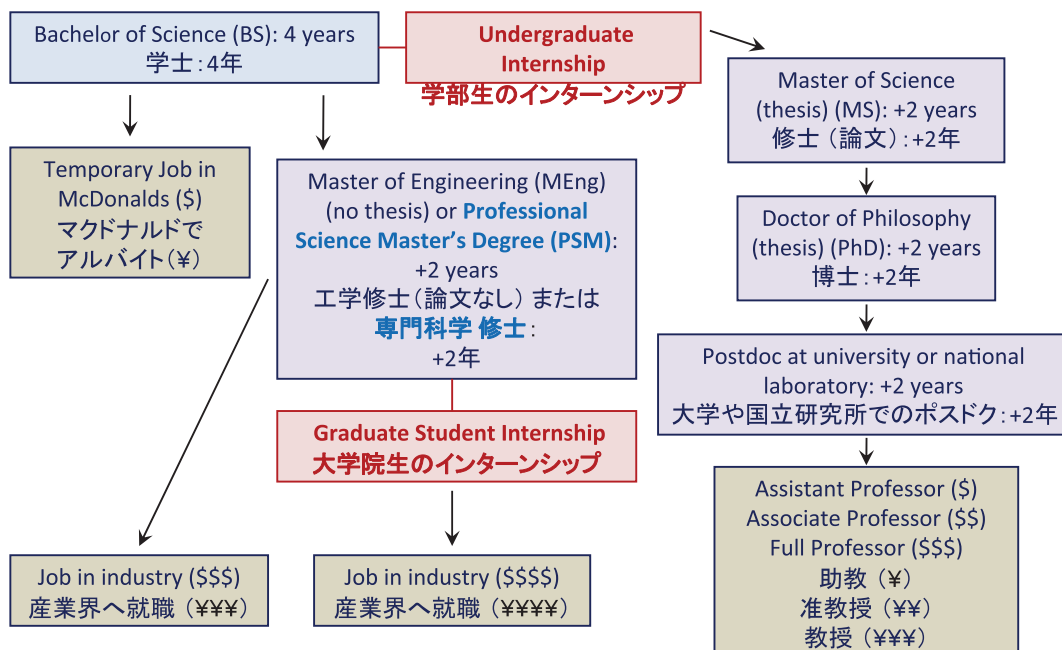 Bachelor of Science (BS): 4 years
学士：4年
Undergraduate
Internship
学部生のインターンシップ
Master of Science
(thesis) (MS): +2 years
修士（論文）：+2年
Temporary Job in
McDonalds ($)
マクドナルドで
アルバイト（¥）
Master of Engineering (MEng)
(no thesis) or Professional
Science Master's Degree (PSM):
+2 years
工学修士（論文なし）または
専門科学 修士：
+2年
Doctor of Philosophy
(thesis) (PhD): +2 years
博士：+2年
Postdoc at university or national
laboratory: +2 years
大学や国立研究所でのポスドク：+2年
Graduate Student Internship
大学院生のインターンシップ
Job in industry ($$$)
産業界へ就職（¥¥¥）
Job in industry ($$$$)
産業界へ就職（¥¥¥¥）
Assistant Professor ($)
Associate Professor ($$)
Full Professor ($$$)
助教（¥）
准教授（¥¥）
教授（¥¥¥）